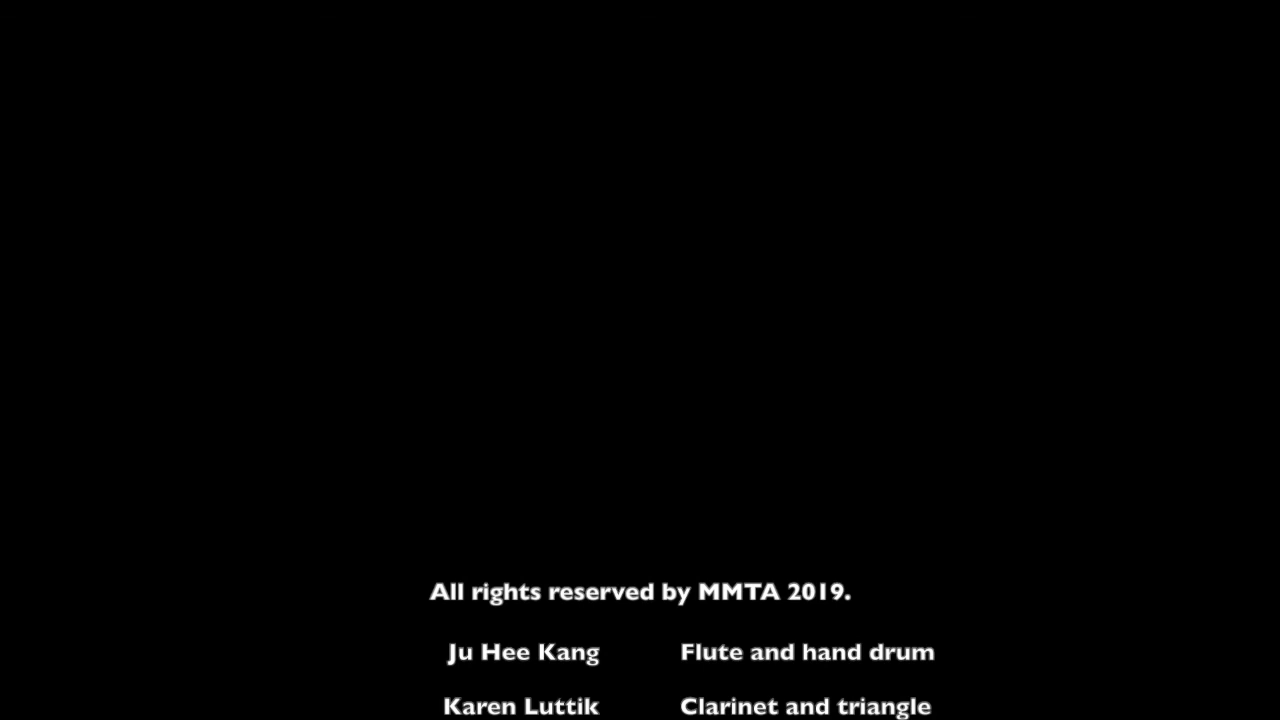 All rights reserved by MMTA 2019.
Ju Hee Kang Flute and hand drum
Karen Luttik Clarinet and triangle